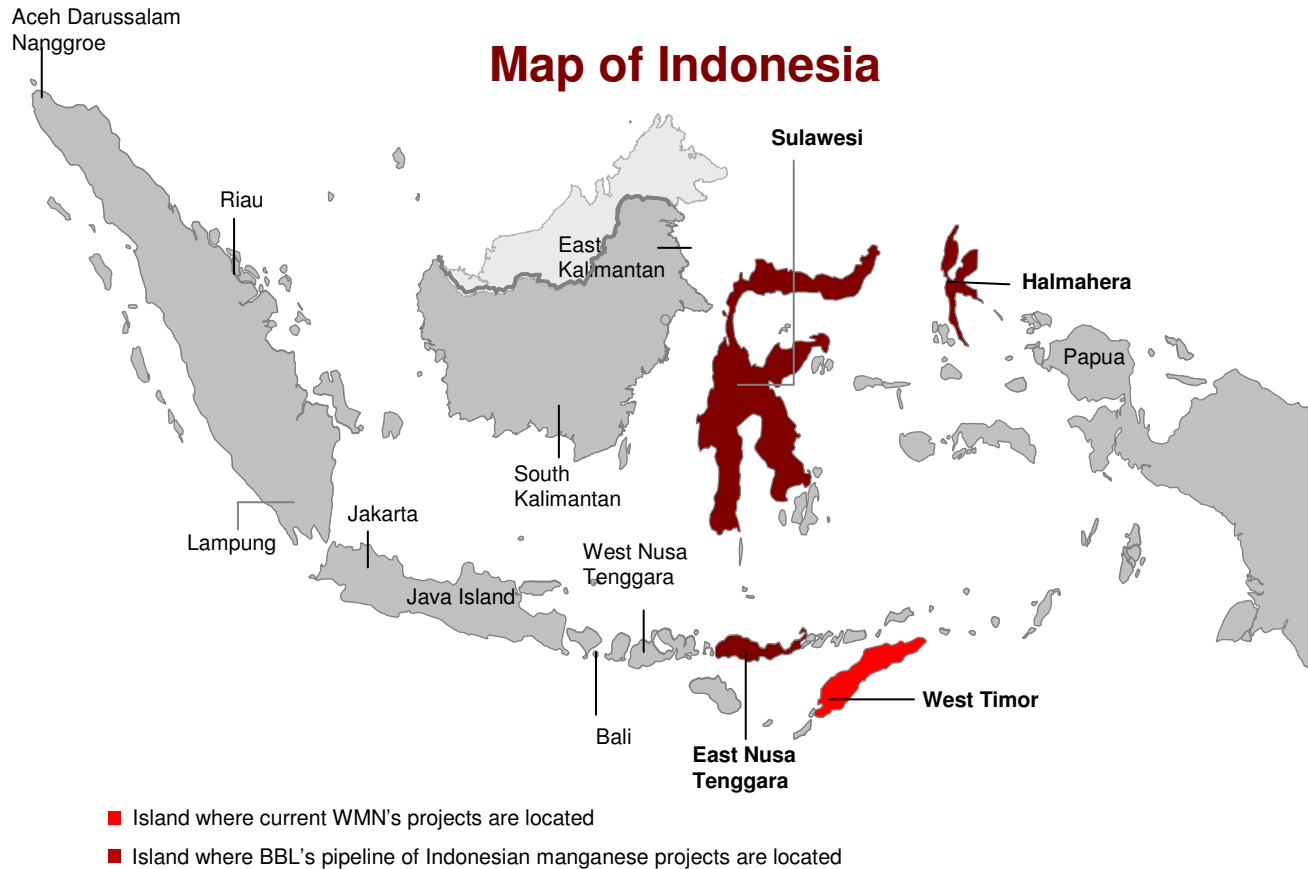 Aceh Darussalam
Nanggroe
Map of Indonesia
Sulawesi
Riau
East
Kalimantan
Halmahera
Papua
South
Kalimantan
Jakarta
Lampung
West Nusa
Tenggara
Java Island
West Timor
Bali
East Nusa
Tenggara
Island where current WMN's projects are located
Island where BBL's pipeline of Indonesian manganese projects are located